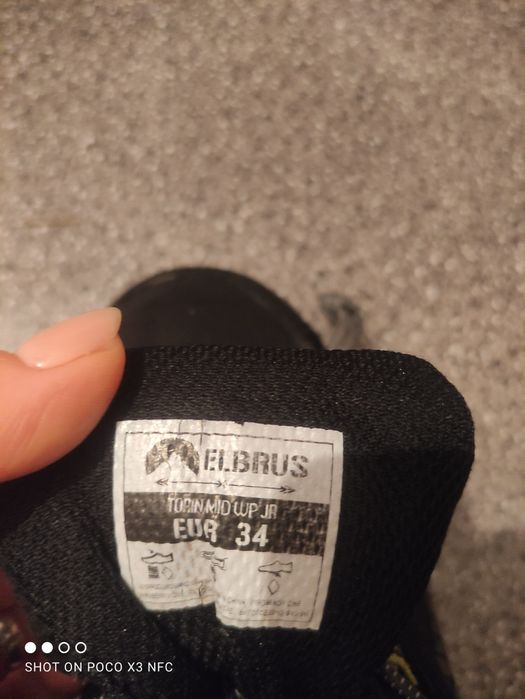 ELBRUS
TORIN MID WP JR
EUR 34
SHOT ON POCO X3 NFC